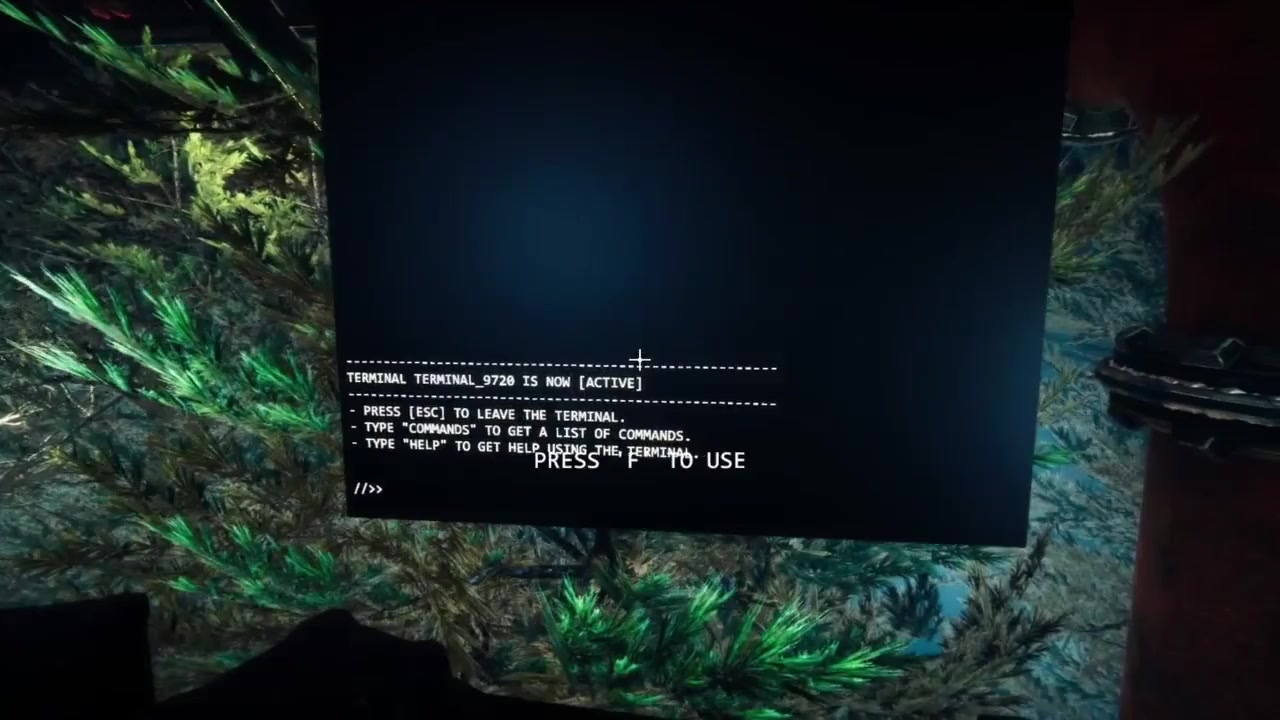 TERMINAL TERMINAL_9720 IS NOW [ACTIVE]
- PRESS [ESC] TO LEAVE THE TERMINAL.
- TYPE "COMMANDS" TO GET A LIST OF COMMANDS.
- TYPE "HELP" TO GET HELP USING THE TERMINAL.
PRESS 'F' TO USE
//>>